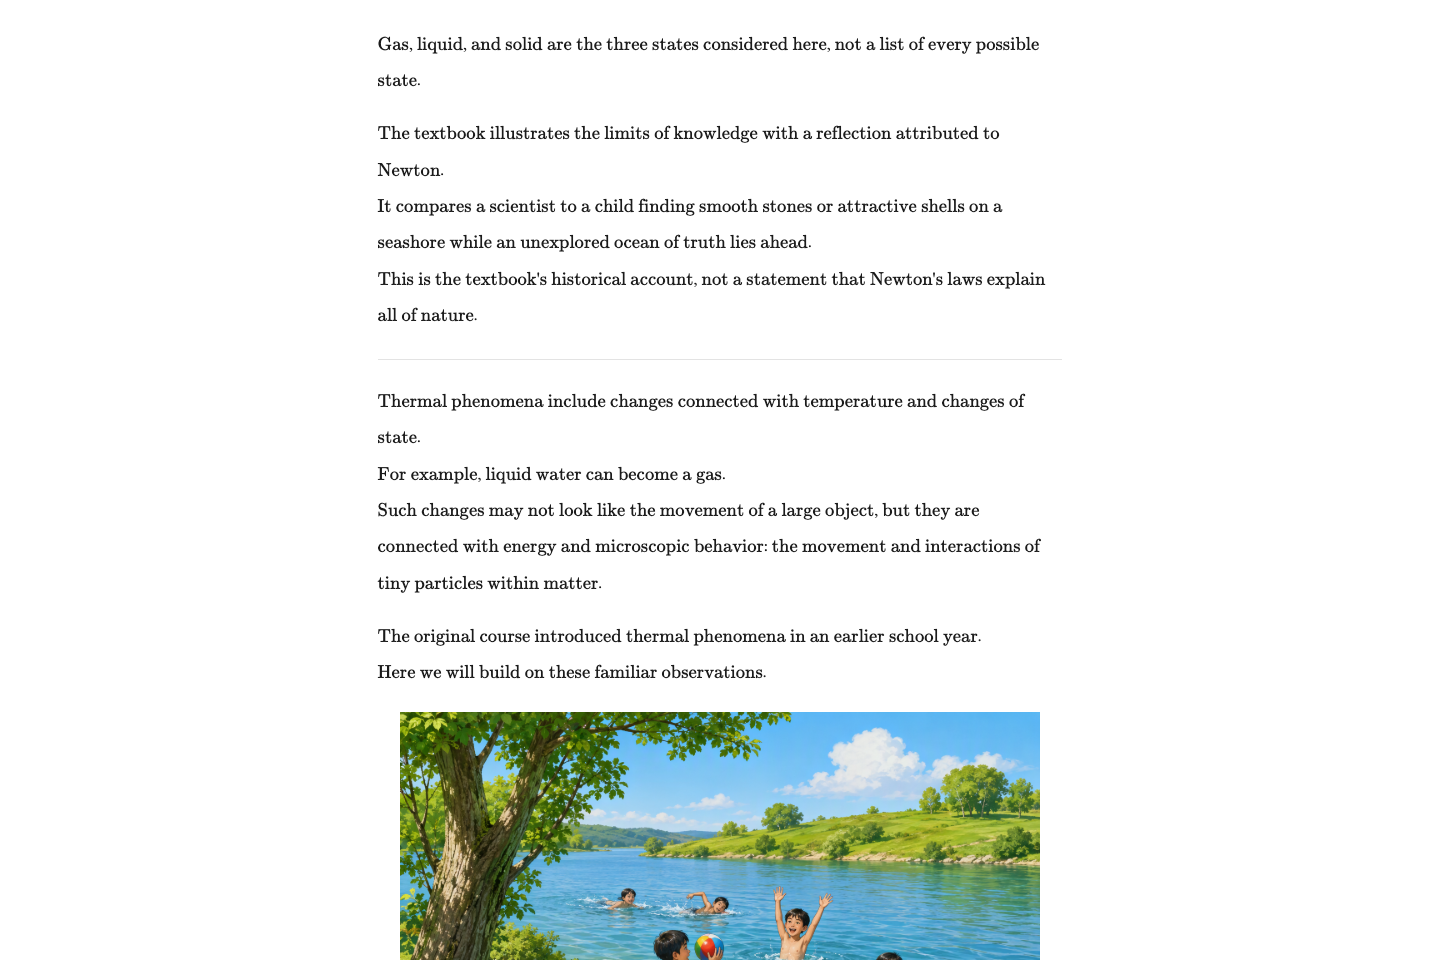 Gas, liquid, and solid are the three states considered here, not a list of every possible
state.
The textbook illustrates the limits of knowledge with a reflection attributed to
Newton.
It compares a scientist to a child finding smooth stones or attractive shells on a
seashore while an unexplored ocean of truth lies ahead.
This is the textbook's historical account, not a statement that Newton's laws explain
all of nature.
Thermal phenomena include changes connected with temperature and changes of
state.
For example, liquid water can become a gas.
Such changes may not look like the movement of a large object, but they are
connected with energy and microscopic behavior: the movement and interactions of
tiny particles within matter.
The original course introduced thermal phenomena in an earlier school year.
Here we will build on these familiar observations.